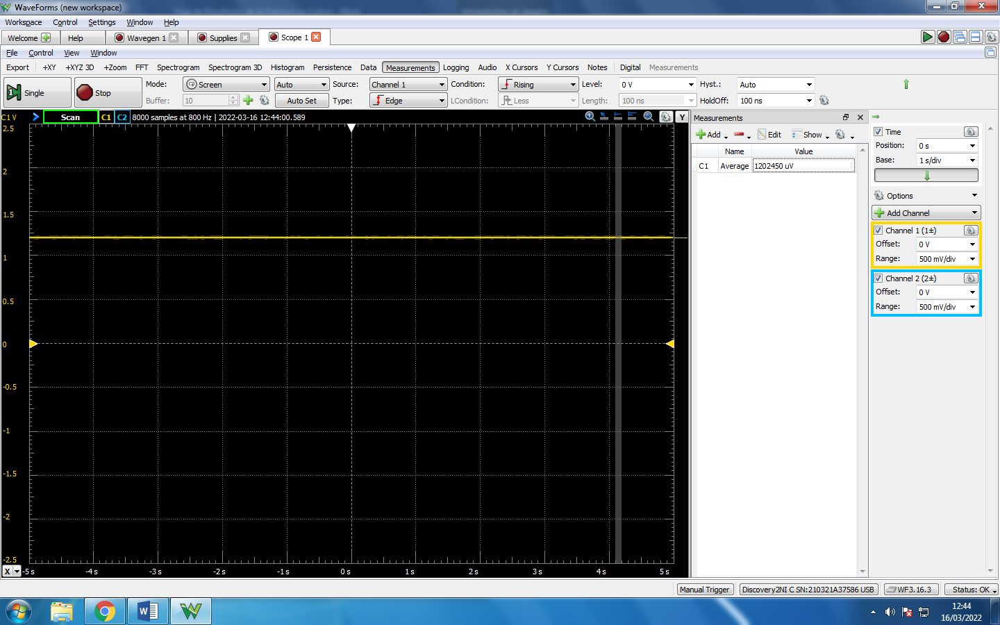 WaveForms (new workspace)
Workspace Control Settings Window Help
Welcome Help Wavegen 1 Supplies Scope 1
File Control View Window
Export +XY +XYZ 3D +Zoom FFT Spectrogram Spectrogram 3D Histogram Persistence Data Measurements Logging Audio X Cursors Y Cursors Notes Digital Measurements
Single Stop Mode: Screen Auto Source: Channel 1 Condition: Rising Level: 0 V Hyst.: Auto
Buffer: 10 Auto Set Type: Edge LCondition: Less Length: 100 ns HoldOff: 100 ns
C1 V Scan C1 C2 8000 samples at 800 Hz | 2022-03-16 12:44:00.589 Y
2.5
2
1.5
1
0.5
0
-0.5
-1
-1.5
-2
-2.5
X -5 s -4 s -3 s -2 s -1 s 0 s 1 s 2 s 3 s 4 s 5 s
Measurements
Add Edit Show
Name Value
C1 Average 1202450 uV
Time
Position: 0 s
Base: 1 s/div
Options
Add Channel
Channel 1 (1±)
Offset: 0 V
Range: 500 mV/div
Channel 2 (2±)
Offset: 0 V
Range: 500 mV/div
Manual Trigger Discovery2NI C SN:210321A37586 USB WF3.16.3 Status: OK
12:44
16/03/2022